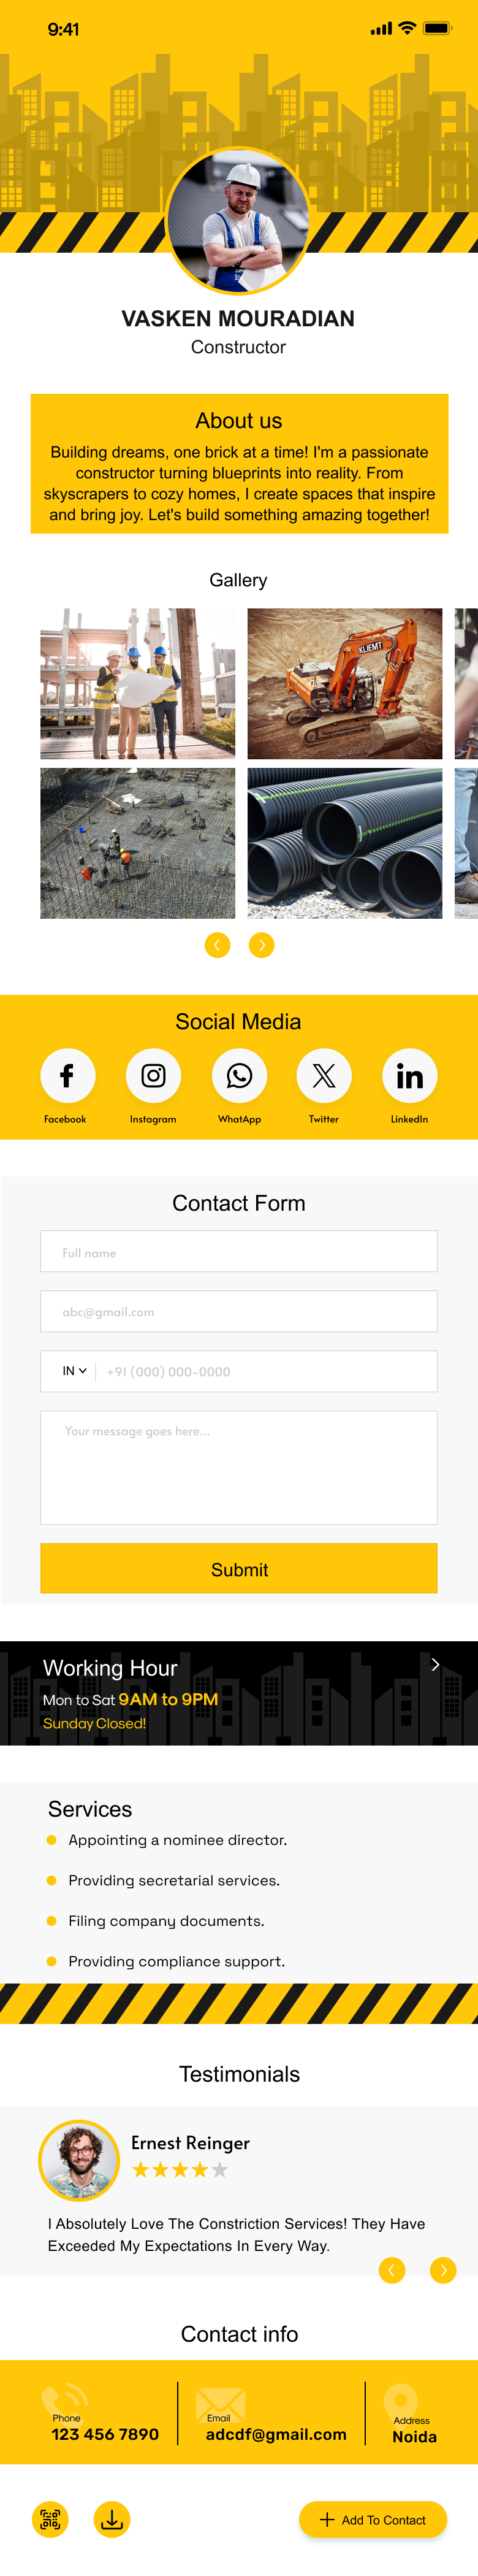 9:41
VASKEN MOURADIAN
Constructor
About us
Building dreams, one brick at a time! I'm a passionate
constructor turning blueprints into reality. From
skyscrapers to cozy homes, I create spaces that inspire
and bring joy. Let's build something amazing together!
Gallery
KLIEMT
Social Media
Facebook
Instagram
WhatApp
Twitter
LinkedIn
Contact Form
Full name
abc@gmail.com
IN
+91 (000) 000-0000
Your message goes here...
Submit
Working Hour
Mon to Sat 9AM to 9PM
Sunday Closed!
Services
Appointing a nominee director.
Providing secretarial services.
Filing company documents.
Providing compliance support.
Testimonials
Ernest Reinger
I Absolutely Love The Constriction Services! They Have
Exceeded My Expectations In Every Way.
Contact info
Phone
123 456 7890
Email
adcdf@gmail.com
Address
Noida
Add To Contact